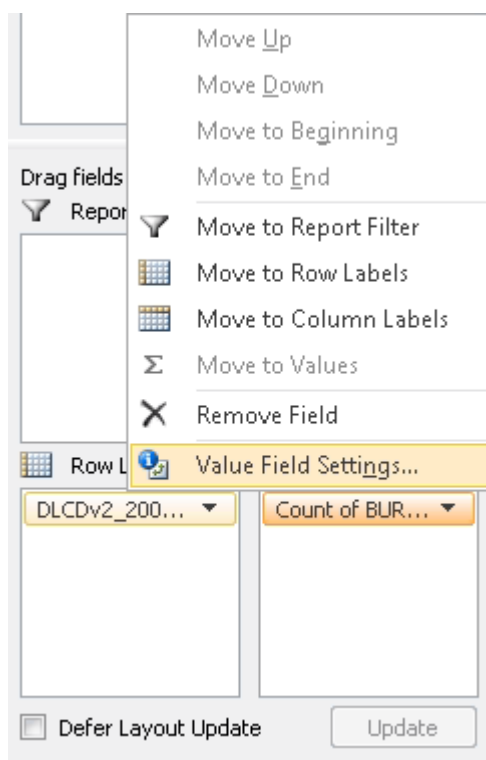 Move Up
Move Down
Move to Beginning
Move to End
Drag fields
Repor
Move to Report Filter
Move to Row Labels
Move to Column Labels
Σ Move to Values
Remove Field
Row L
Value Field Settings...
DLCDv2_200... Count of BUR...
Defer Layout Update Update